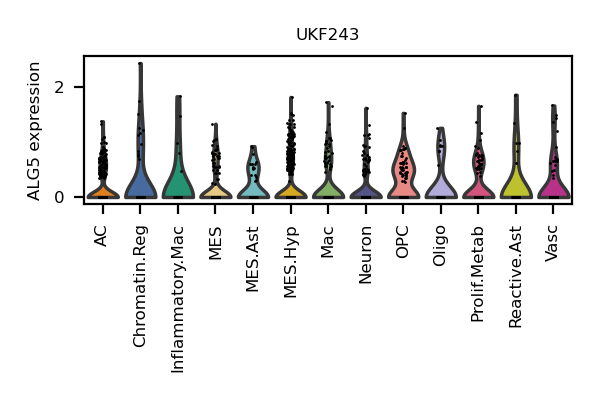 UKF243
ALG5 expression
2
0
AC
Chromatin.Reg
Inflammatory.Mac
MES
MES.Ast
MES.Hyp
Mac
Neuron
OPC
Oligo
Prolif.Metab
Reactive.Ast
Vasc